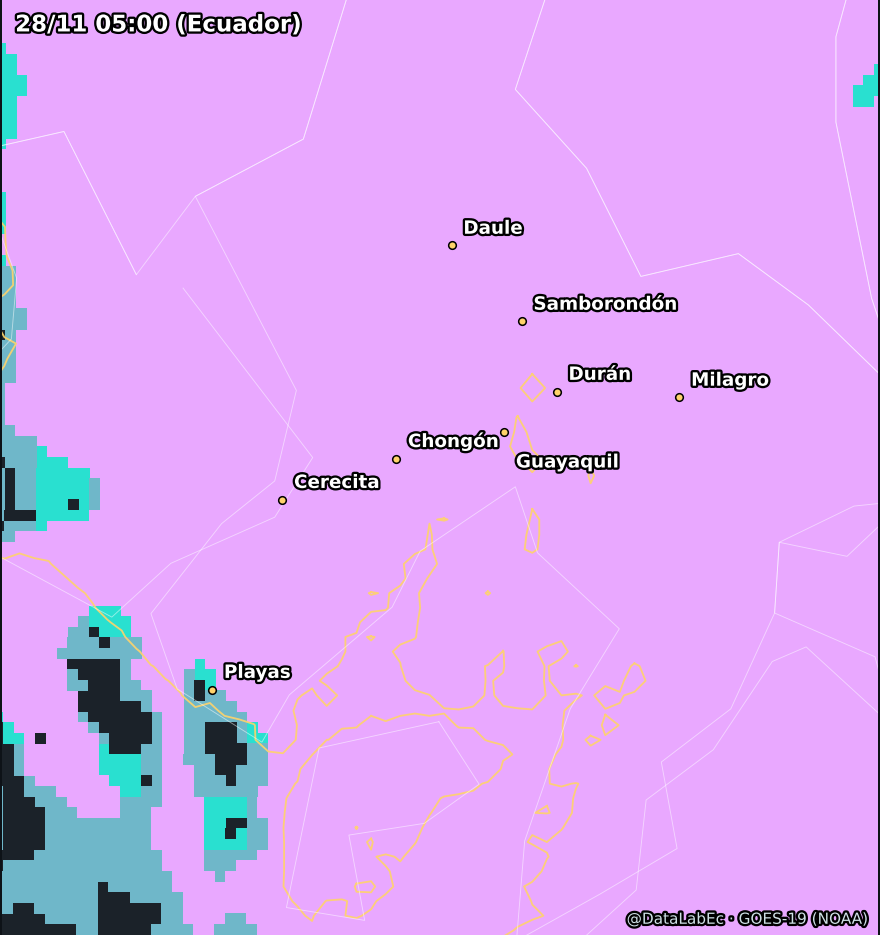 28/11 05:00 (Ecuador)
Daule
Samborondón
Durán
Milagro
Chongón
Guayaquil
Cerecita
Playas
@DataLabEc · GOES-19 (NOAA)